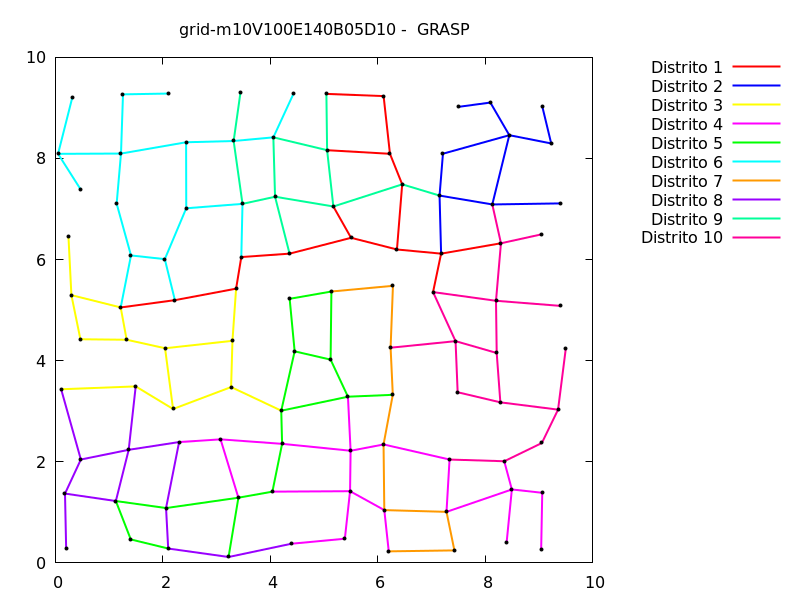 grid-m10V100E140B05D10 - GRASP
10
8
6
4
2
0
0 2 4 6 8 10
Distrito 1
Distrito 2
Distrito 3
Distrito 4
Distrito 5
Distrito 6
Distrito 7
Distrito 8
Distrito 9
Distrito 10